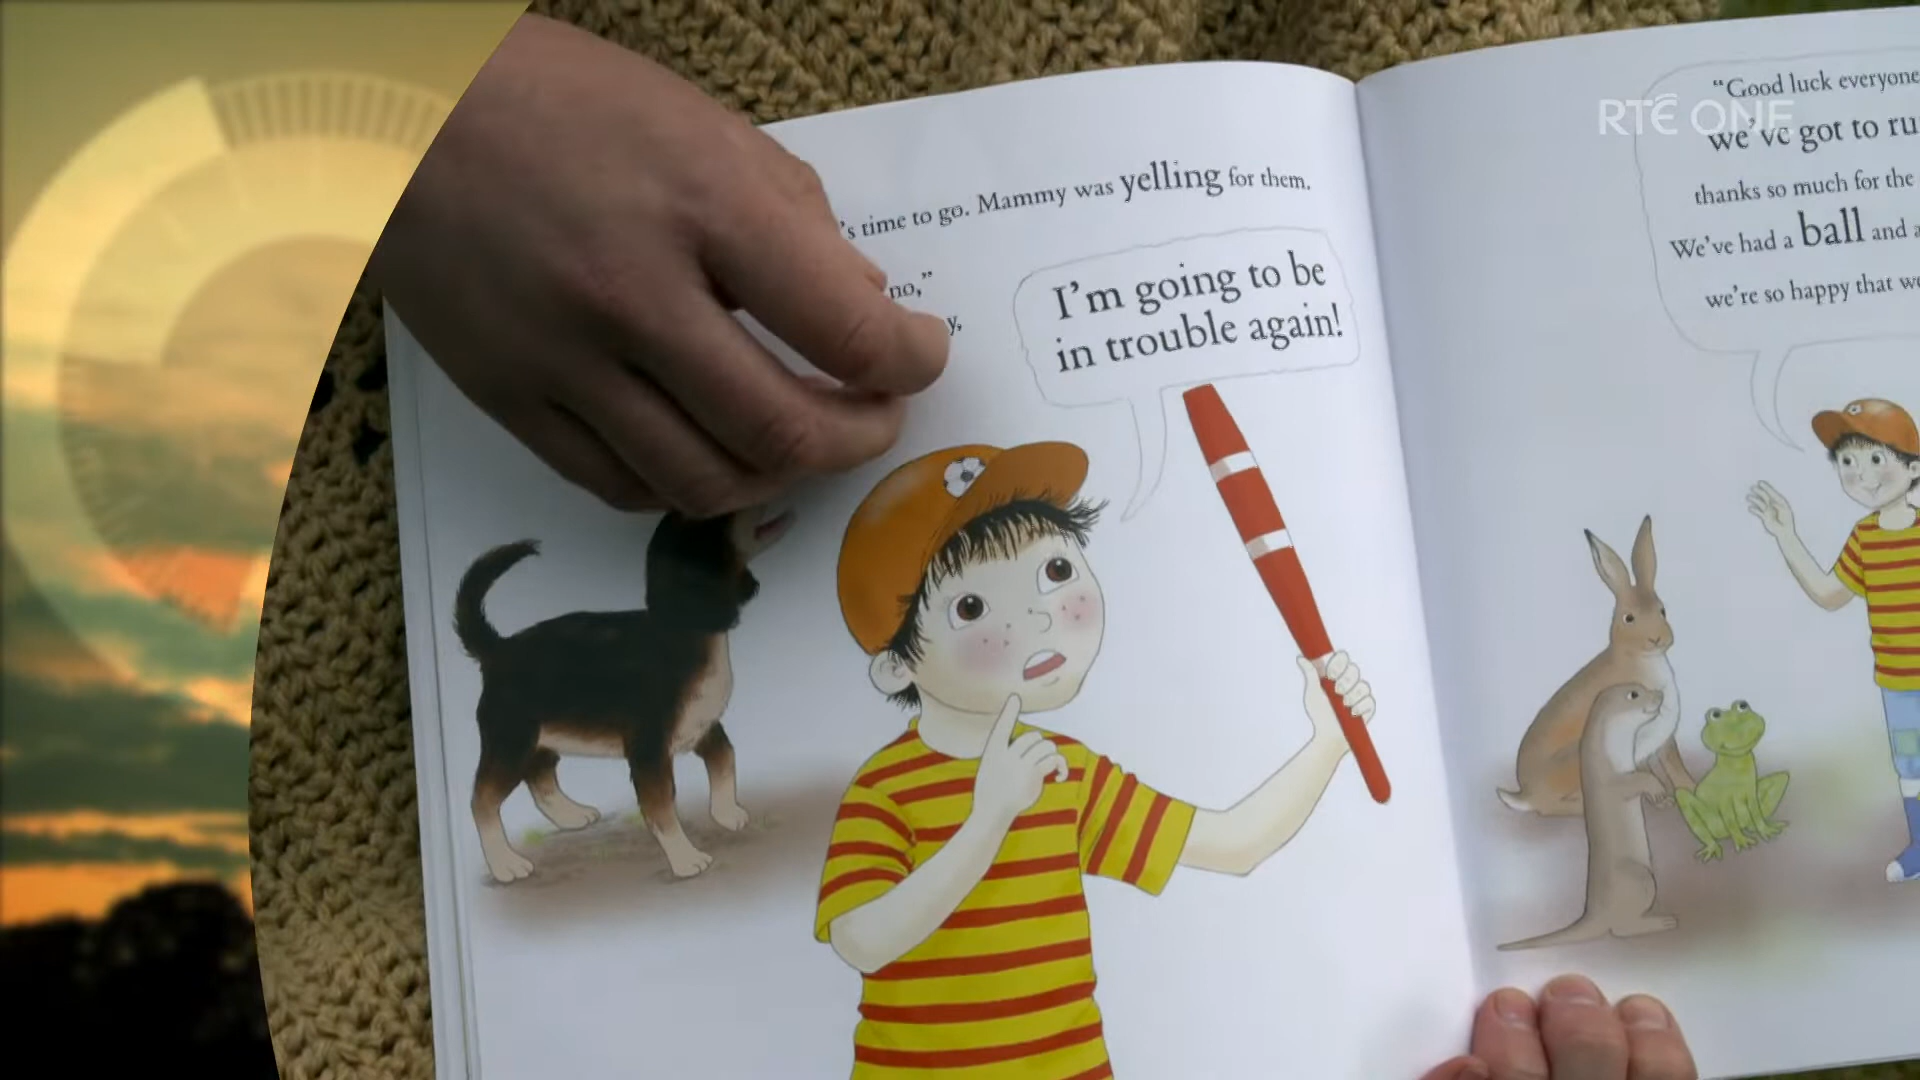 's time to go. Mammy was yelling for them.
no,”
y,
I'm going to be
in trouble again!
“Good luck everyone
we've got to ru
thanks so much for the
We've had a ball and a
we're so happy that we
RTÉ ONE